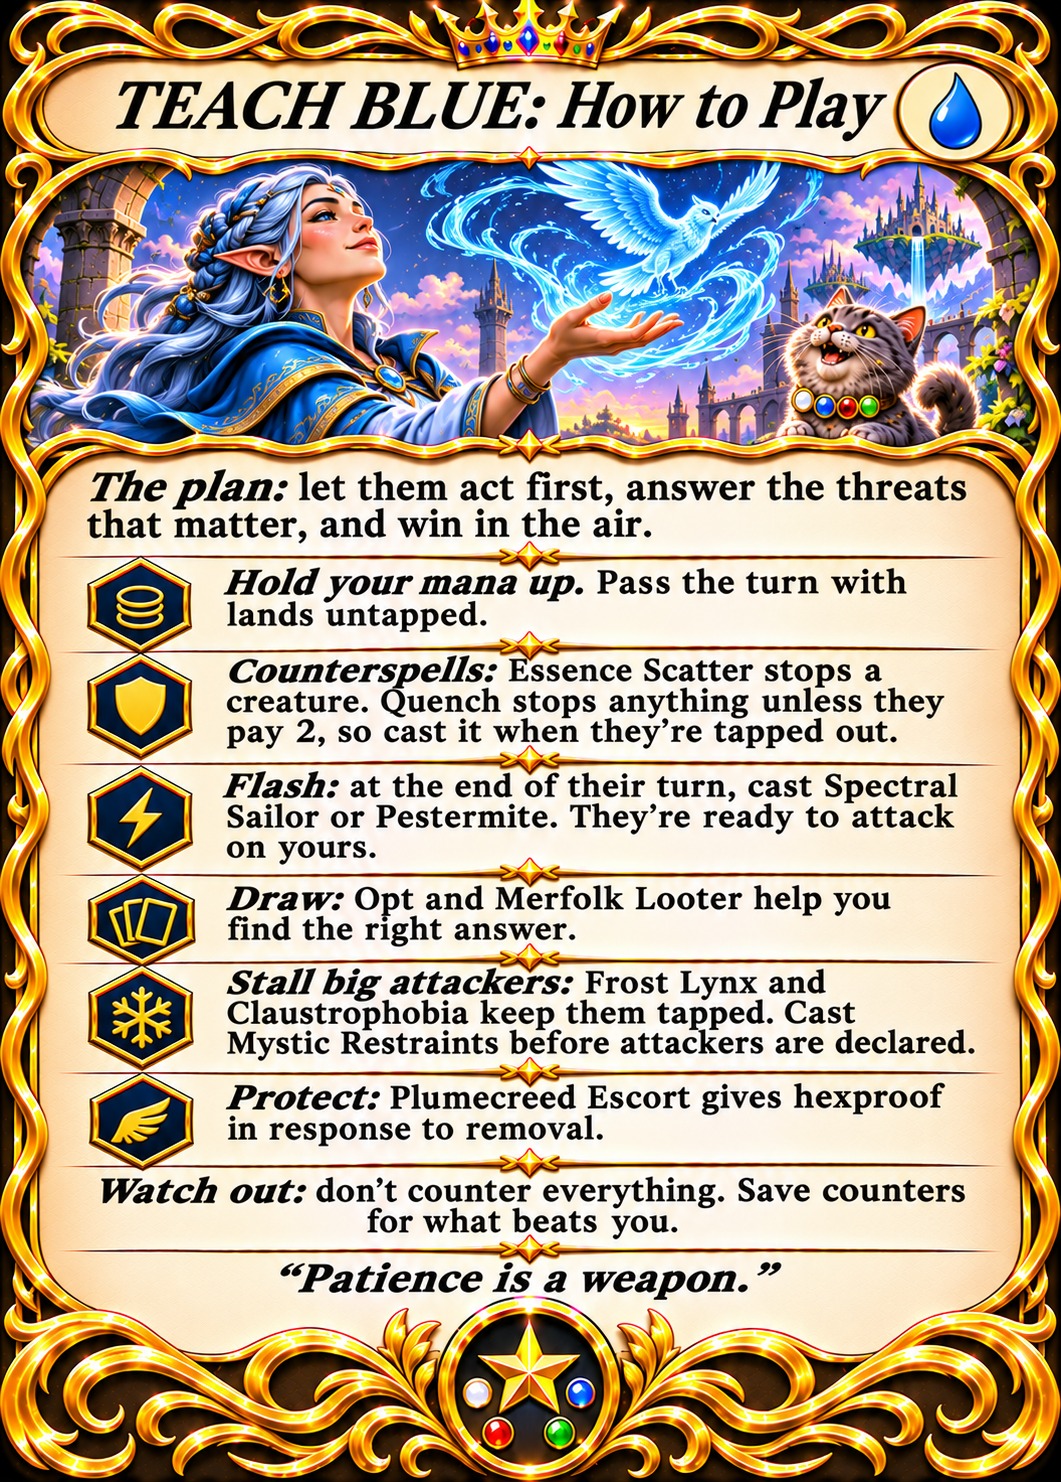 TEACH BLUE: How to Play
The plan: let them act first, answer the threats
that matter, and win in the air.
Hold your mana up. Pass the turn with
lands untapped.
Counterspells: Essence Scatter stops a
creature. Quench stops anything unless they
pay 2, so cast it when they’re tapped out.
Flash: at the end of their turn, cast Spectral
Sailor or Pestermite. They’re ready to attack
on yours.
Draw: Opt and Merfolk Looter help you
find the right answer.
Stall big attackers: Frost Lynx and
Claustrophobia keep them tapped. Cast
Mystic Restraints before attackers are declared.
Protect: Plumecreed Escort gives hexproof
in response to removal.
Watch out: don’t counter everything. Save counters
for what beats you.
“Patience is a weapon.”